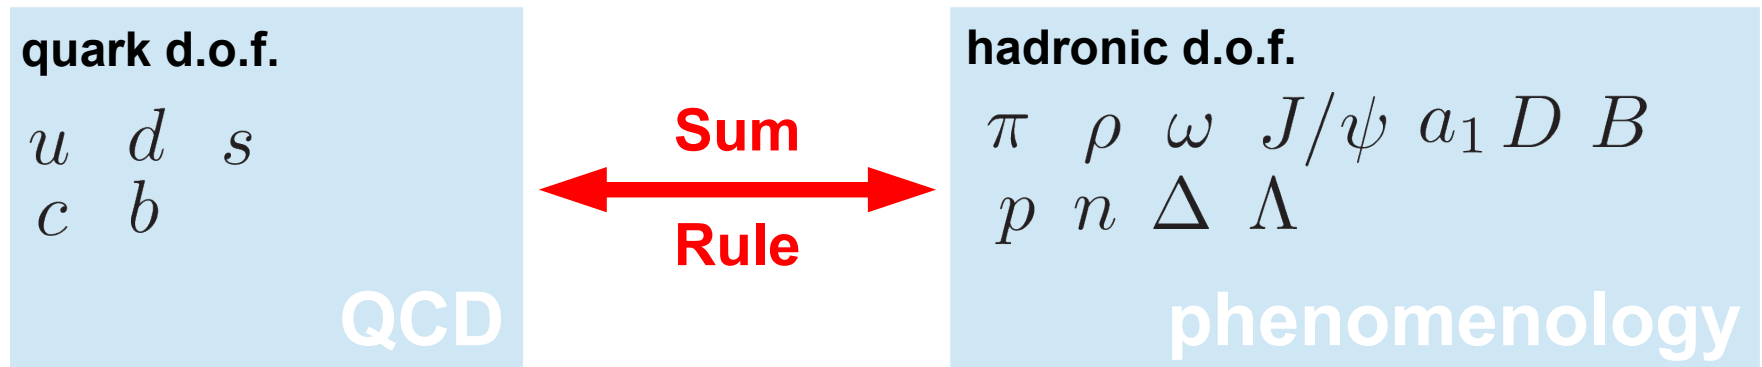 quark d.o.f.
u d s
c b
QCD
Sum
Rule
hadronic d.o.f.
π ρ ω J/ψ a₁ D B
p n Δ Λ
phenomenology